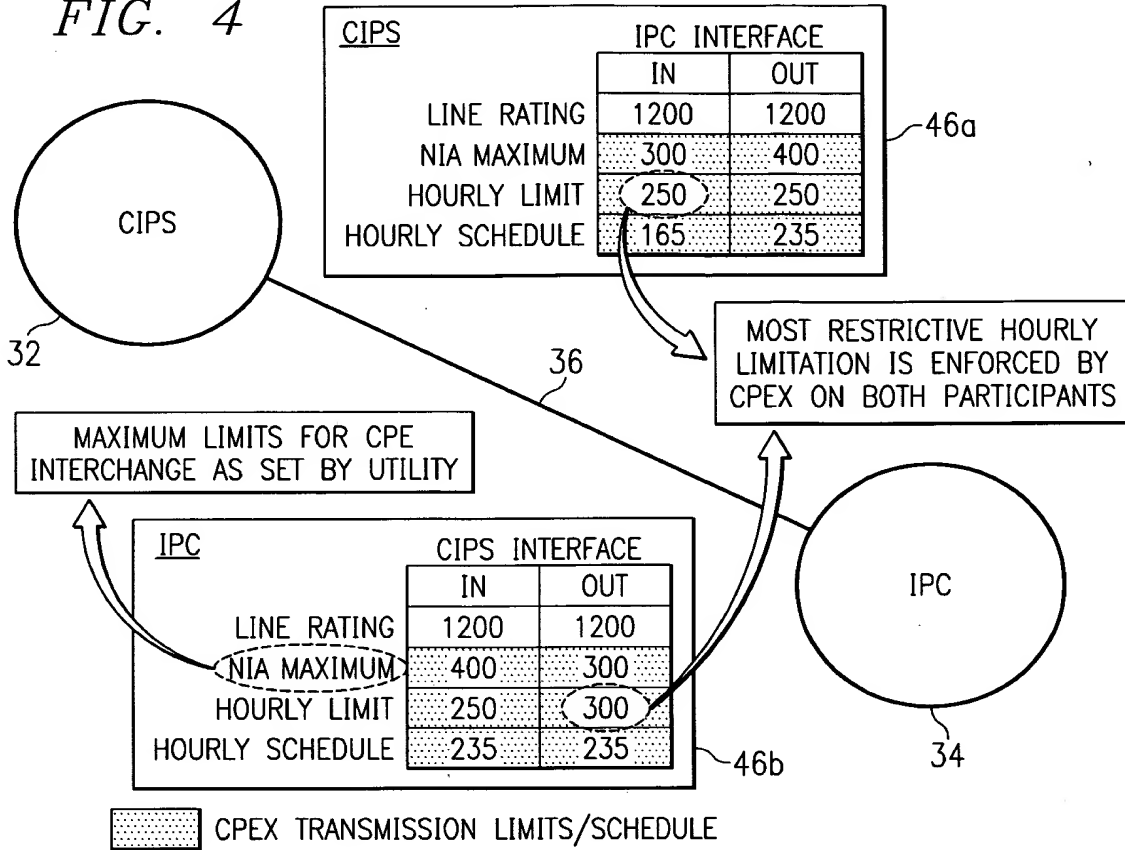 FIG. 4
CIPS
IPC INTERFACE
IN OUT
LINE RATING 1200 1200
NIA MAXIMUM 300 400
HOURLY LIMIT 250 250
HOURLY SCHEDULE 165 235
46a
CIPS
32
36
MOST RESTRICTIVE HOURLY
LIMITATION IS ENFORCED BY
CPEX ON BOTH PARTICIPANTS
MAXIMUM LIMITS FOR CPE
INTERCHANGE AS SET BY UTILITY
IPC
CIPS INTERFACE
IN OUT
LINE RATING 1200 1200
NIA MAXIMUM 400 300
HOURLY LIMIT 250 300
HOURLY SCHEDULE 235 235
46b
IPC
34
CPEX TRANSMISSION LIMITS/SCHEDULE